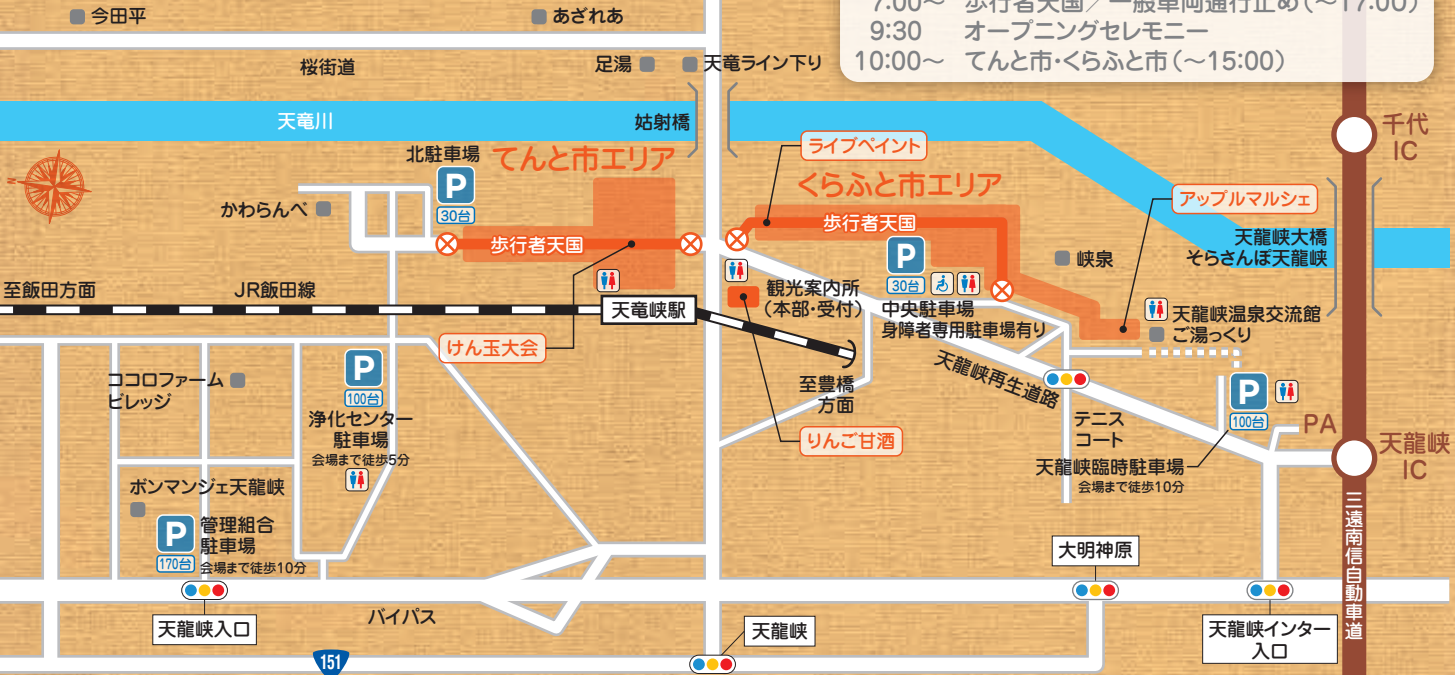 今田平
あざれあ
7:00～ 歩行者天国／一般車両通行止め（～17:00）
9:30 オープニングセレモニー
10:00～ てんと市・くらふと市（～15:00）
桜街道
足湯
天竜ライン下り
天竜川
姑射橋
千代
IC
北駐車場
P
30台
てんと市エリア
ライブペイント
くらふと市エリア
アップルマルシェ
N
かわらんべ
歩行者天国
歩行者天国
天龍峡大橋
そらさんぽ天龍峡
峡泉
P
30台
至飯田方面
JR飯田線
天竜峡駅
観光案内所
（本部・受付）
中央駐車場
身障者専用駐車場有り
天龍峡温泉交流館
ご湯っくり
けん玉大会
ココロファーム
ビレッジ
P
100台
浄化センター
駐車場
会場まで徒歩5分
至豊橋
方面
天龍峡再生道路
りんご甘酒
テニス
コート
P
100台
PA
天龍峡
IC
天龍峡臨時駐車場
会場まで徒歩10分
ボンマンジェ天龍峡
P
170台
管理組合
駐車場
会場まで徒歩10分
三遠南信自動車道
大明神原
天龍峡入口
バイパス
天龍峡
天龍峡インター
入口
151